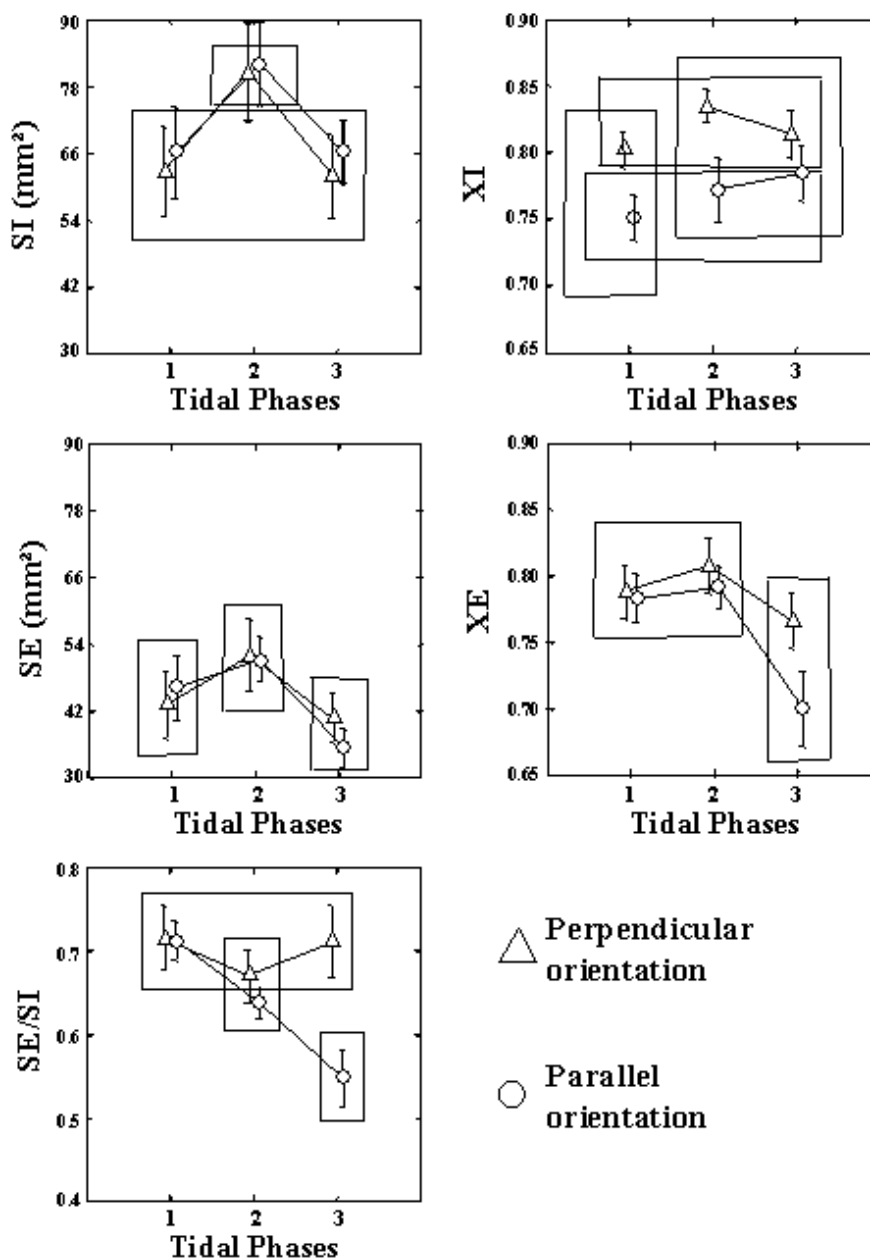 SI (mm²)
90
78
66
54
42
30
1 2 3
Tidal Phases
XI
0.90
0.85
0.80
0.75
0.70
0.65
1 2 3
Tidal Phases
SE (mm²)
90
78
66
54
42
30
1 2 3
Tidal Phases
XE
0.90
0.85
0.80
0.75
0.70
0.65
1 2 3
Tidal Phases
SE/SI
0.8
0.7
0.6
0.5
0.4
1 2 3
Tidal Phases
Perpendicular
orientation
Parallel
orientation